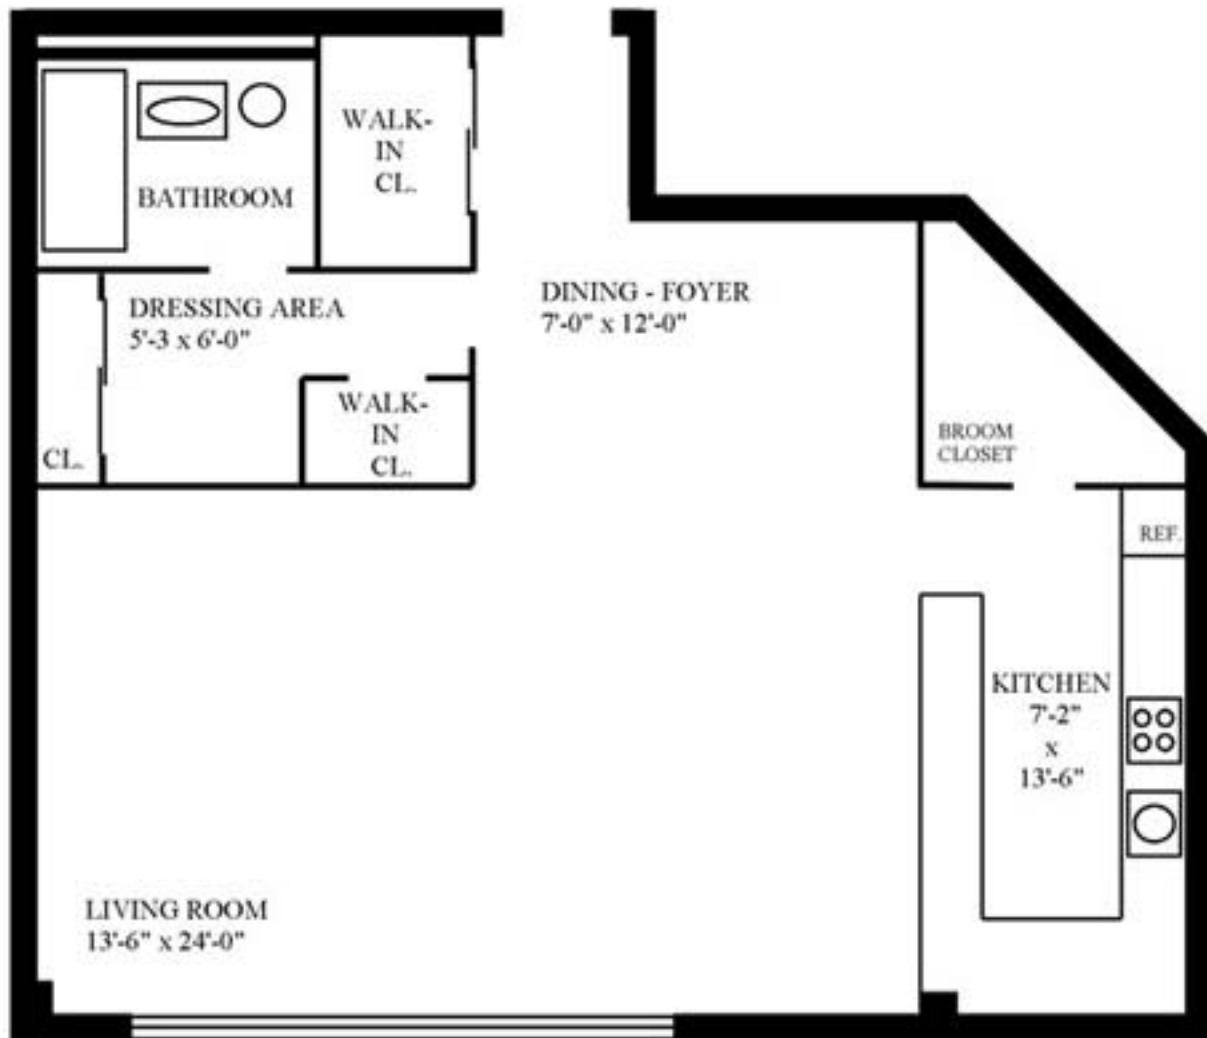 WALK-
IN
CL.
BATHROOM
DRESSING AREA
5'-3 x 6'-0"
DINING - FOYER
7'-0" x 12'-0"
WALK-
IN
CL.
CL.
BROOM
CLOSET
REF.
KITCHEN
7'-2"
x
13'-6"
LIVING ROOM
13'-6" x 24'-0"